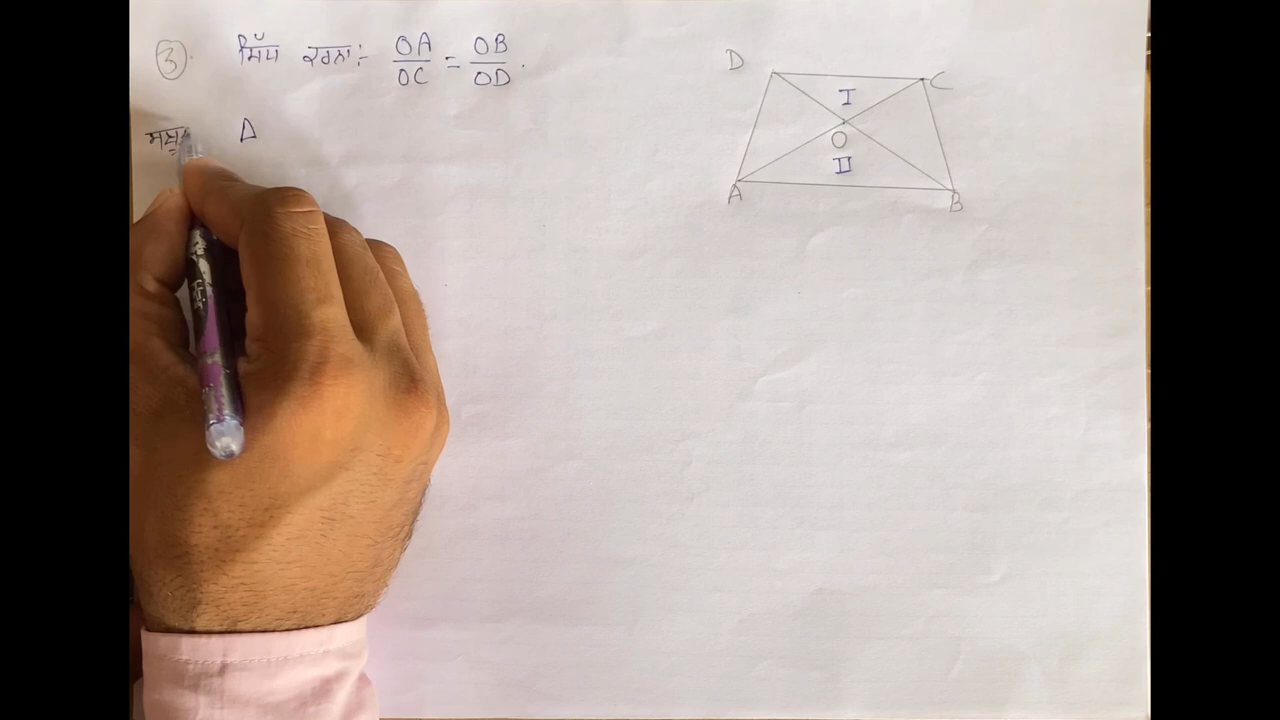 3. ਸਿੱਧ ਕਰਨਾ :- OA/OC = OB/OD.
Δ
D C
I
O
II
A B